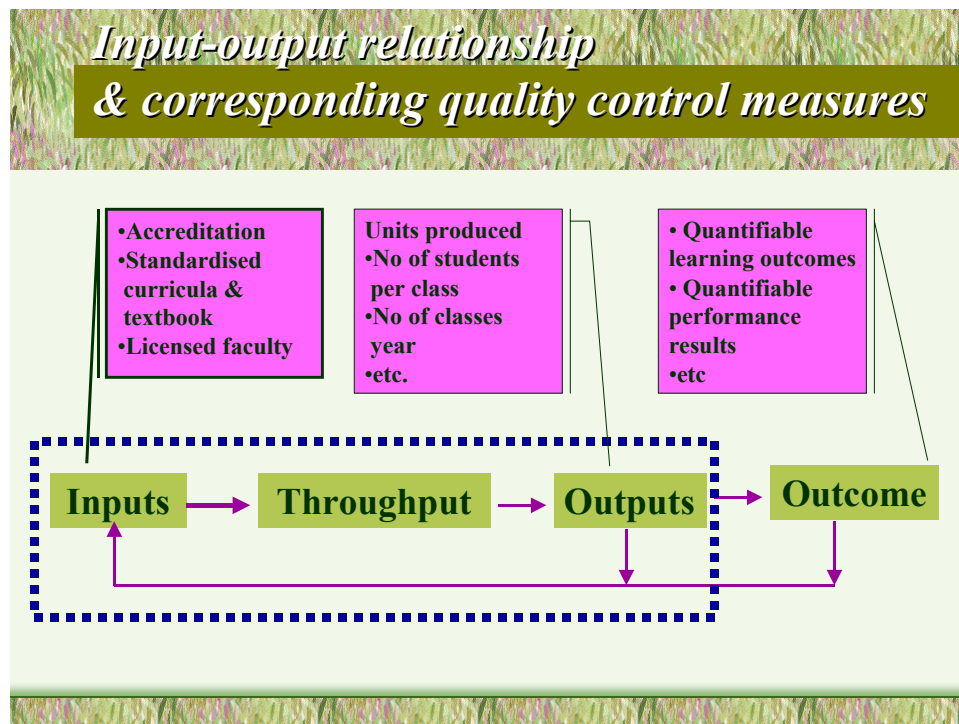 Input-output relationship
& corresponding quality control measures
•Accreditation
•Standardised
curricula &
textbook
•Licensed faculty
Units produced
•No of students
per class
•No of classes
year
•etc.
• Quantifiable
learning outcomes
• Quantifiable
performance
results
•etc
Inputs
Throughput
Outputs
Outcome